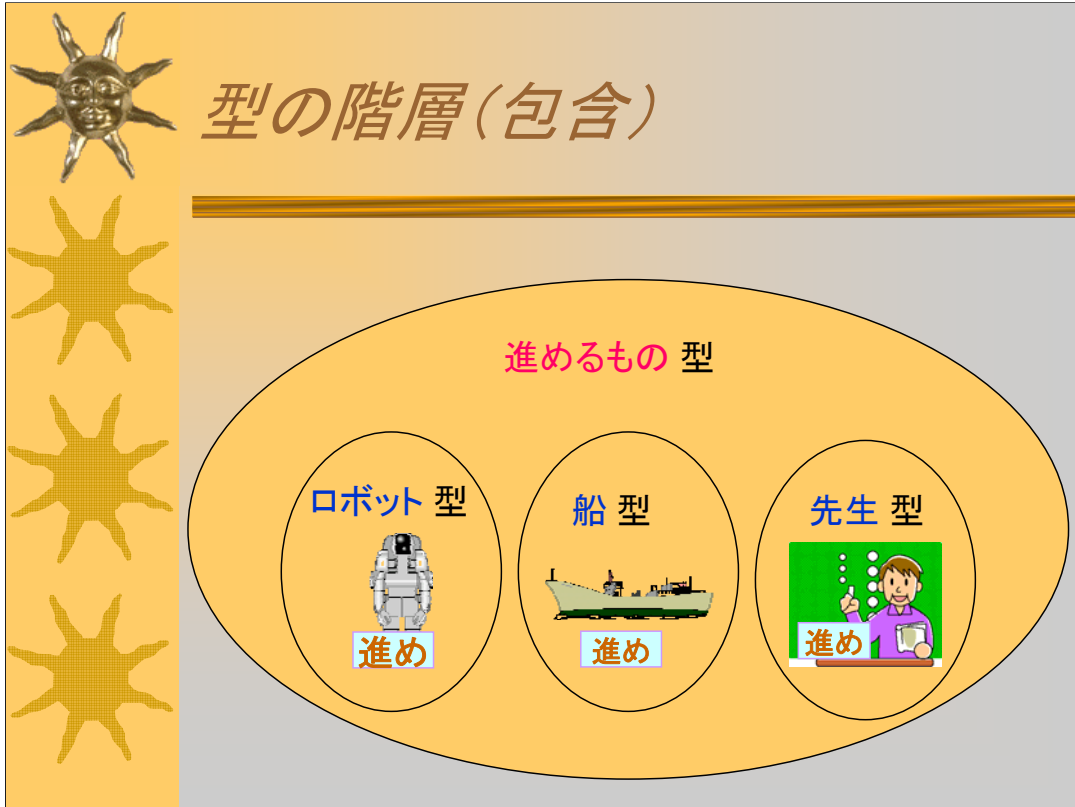 型の階層（包含）
進めるもの 型
ロボット 型
船 型
先生 型
進め
進め
進め